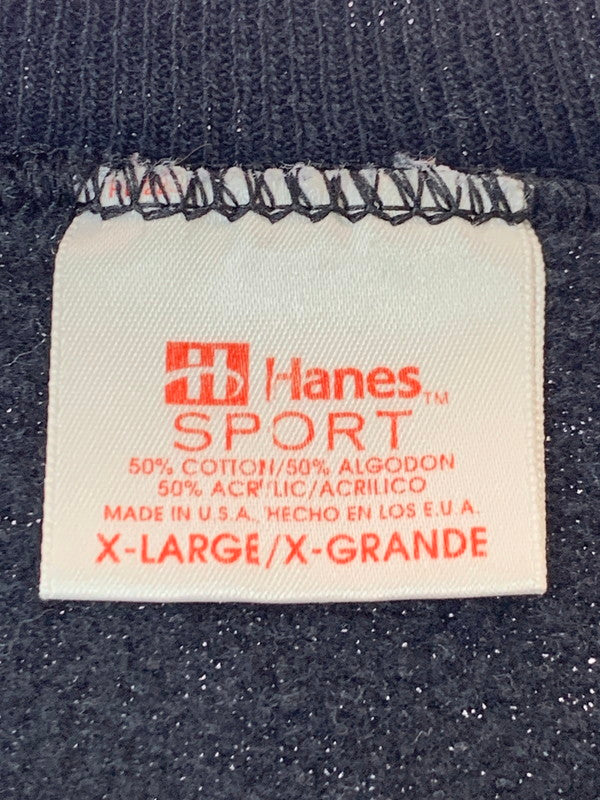 Hanes™
SPORT
50% COTTON/50% ALGODON
50% ACRYLIC/ACRILICO
MADE IN U.S.A. HECHO EN LOS E.U.A.
X-LARGE/X-GRANDE